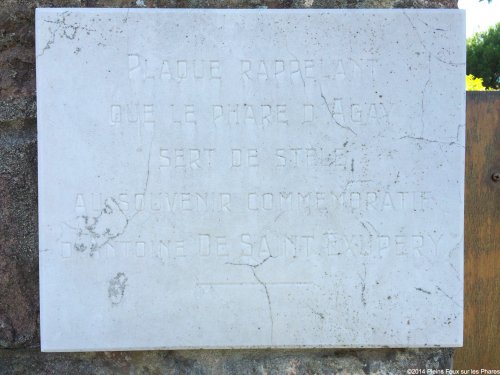 PLAQUE RAPPELANT
QUE LE PHARE D'AGAY
SERT DE STELE
AU SOUVENIR COMMEMORATIF
D'ANTOINE DE SAINT EXUPERY
©2014 Pleins Feux sur les Phares